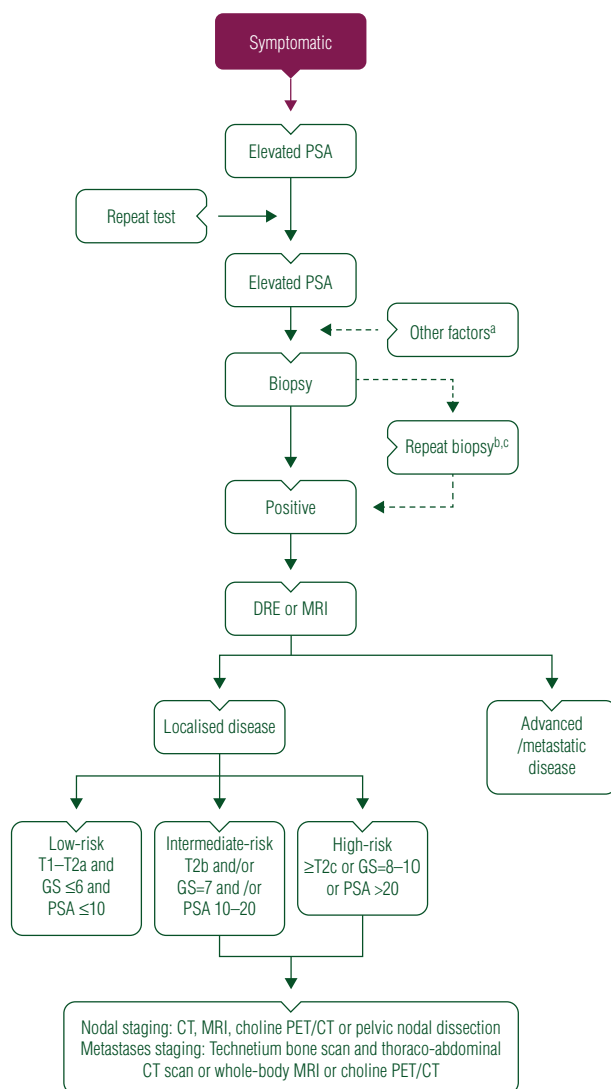 Symptomatic
Elevated PSA
Repeat test
Elevated PSA
Other factorsª
Biopsy
Repeat biopsyᵇ,ᶜ
Positive
DRE or MRI
Localised disease
Advanced
/metastatic
disease
Low-risk
T1–T2a and
GS ≤6 and
PSA ≤10
Intermediate-risk
T2b and/or
GS=7 and /or
PSA 10–20
High-risk
≥T2c or GS=8–10
or PSA >20
Nodal staging: CT, MRI, choline PET/CT or pelvic nodal dissection
Metastases staging: Technetium bone scan and thoraco-abdominal
CT scan or whole-body MRI or choline PET/CT